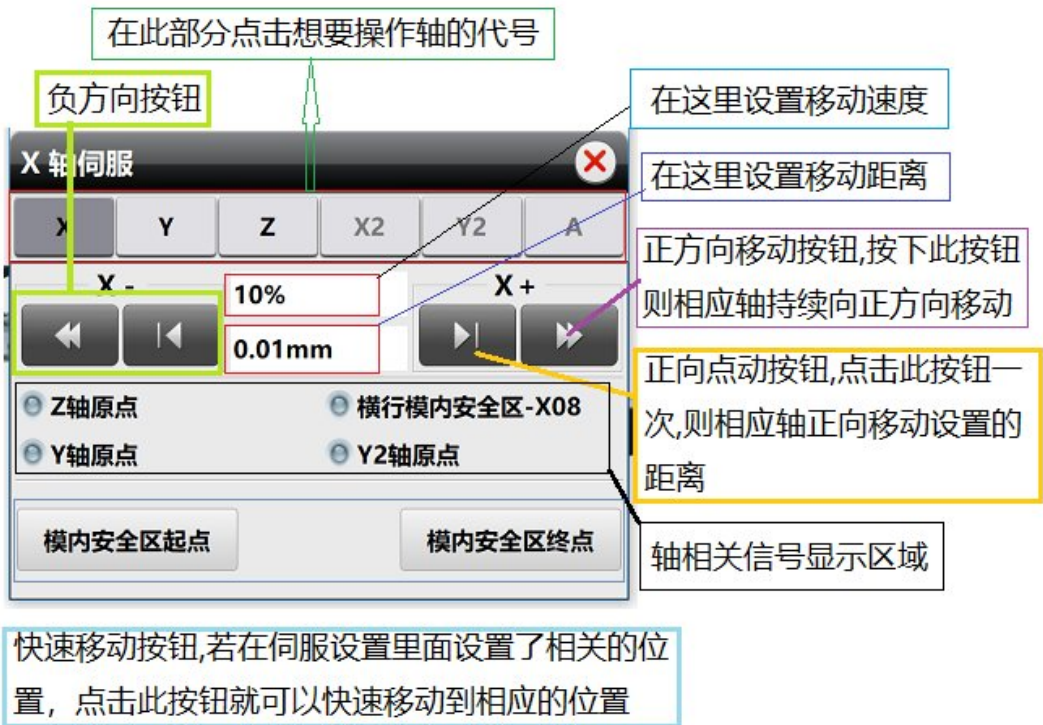 在此部分点击想要操作轴的代号
负方向按钮
在这里设置移动速度
X 轴伺服
在这里设置移动距离
X Y Z X2 Y2 A
正方向移动按钮,按下此按钮
则相应轴持续向正方向移动
X - 10% X +
0.01mm
正向点动按钮,点击此按钮一
次,则相应轴正向移动设置的
距离
Z轴原点 横行模内安全区-X08
Y轴原点 Y2轴原点
模内安全区起点 模内安全区终点
轴相关信号显示区域
快速移动按钮,若在伺服设置里面设置了相关的位
置，点击此按钮就可以快速移动到相应的位置